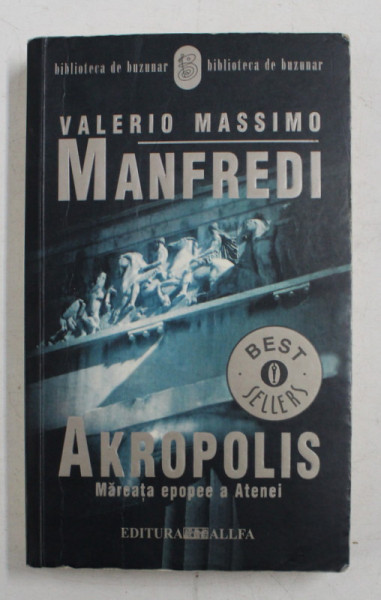 biblioteca de buzunar B biblioteca de buzunar
VALERIO MASSIMO
MANFREDI
BEST
SELLERS
AKROPOLIS
Măreața epopee a Atenei
EDITURA ALLFA